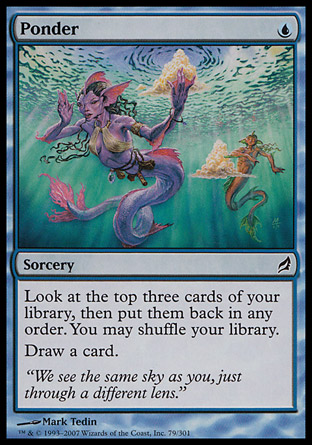 Ponder
Sorcery
Look at the top three cards of your
library, then put them back in any
order. You may shuffle your library.
Draw a card.
“We see the same sky as you, just
through a different lens.”
Mark Tedin
™ & © 1993–2007 Wizards of the Coast, Inc. 79/301